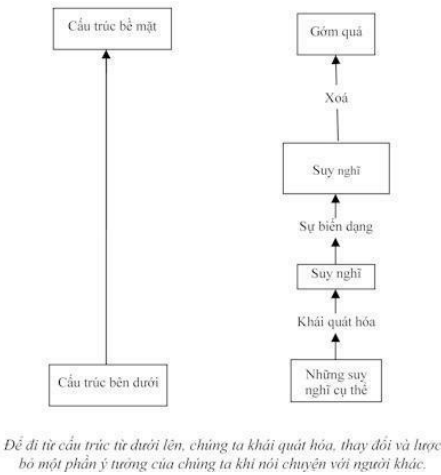 Cấu trúc bề mặt
Gớm quá
Xoá
Suy nghĩ
Sự biến dạng
Suy nghĩ
Khái quát hóa
Cấu trúc bên dưới
Những suy
nghĩ cụ thể
Để đi từ cấu trúc từ dưới lên, chúng ta khái quát hóa, thay đổi và lược
bỏ một phần ý tưởng của chúng ta khi nói chuyện với người khác.